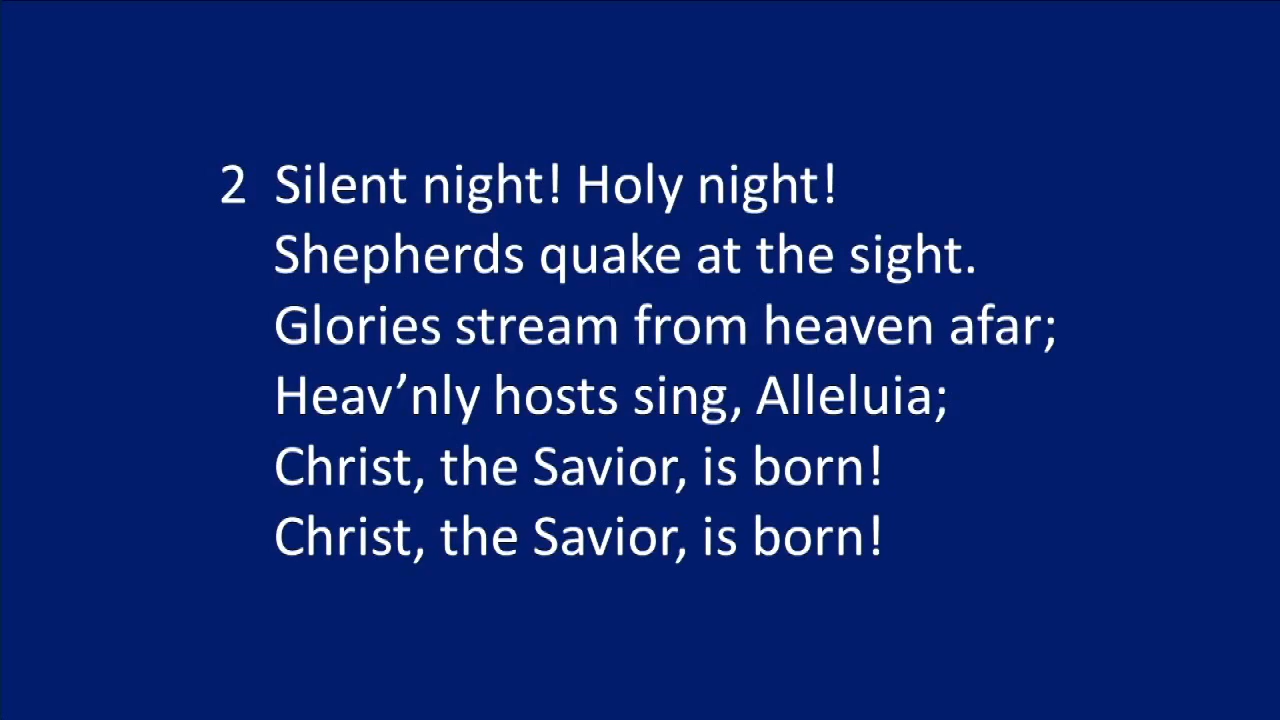 2 Silent night! Holy night!
Shepherds quake at the sight.
Glories stream from heaven afar;
Heav’nly hosts sing, Alleluia;
Christ, the Savior, is born!
Christ, the Savior, is born!